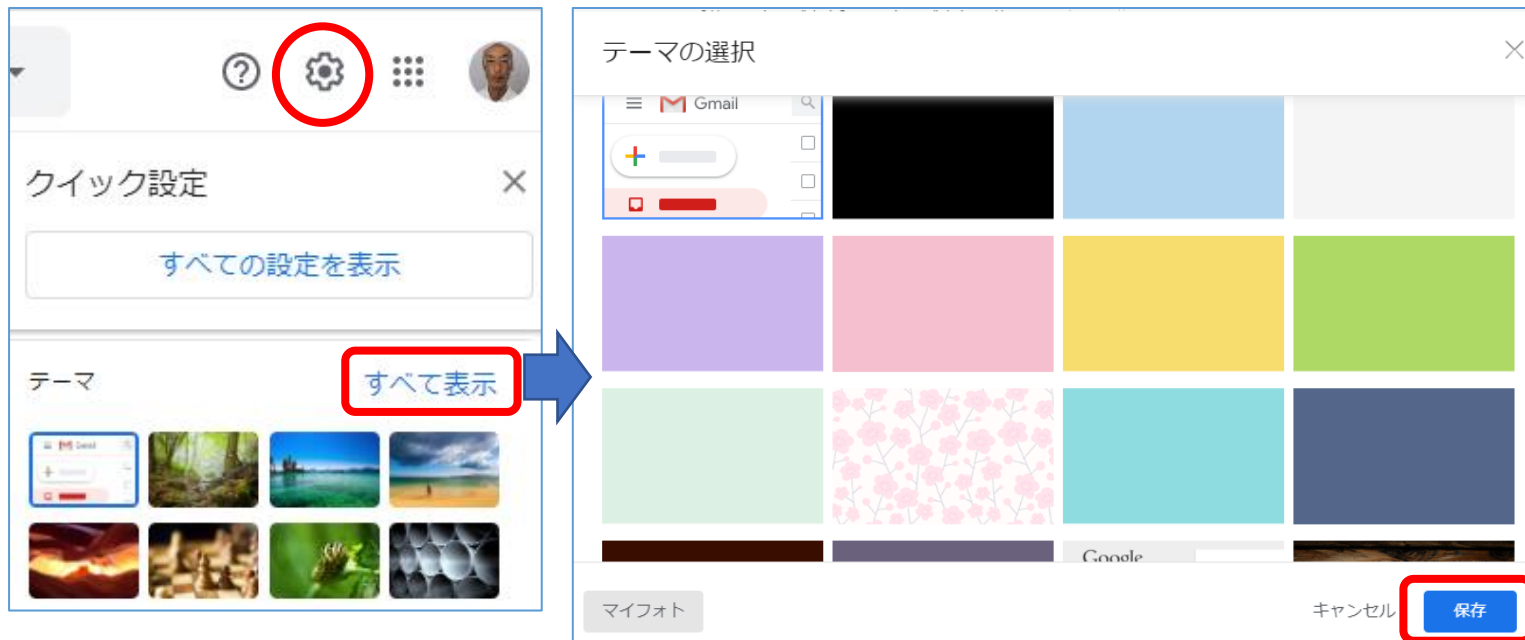 クイック設定
すべての設定を表示
テーマ
すべて表示
テーマの選択
Gmail
Google
マイフォト
キャンセル
保存